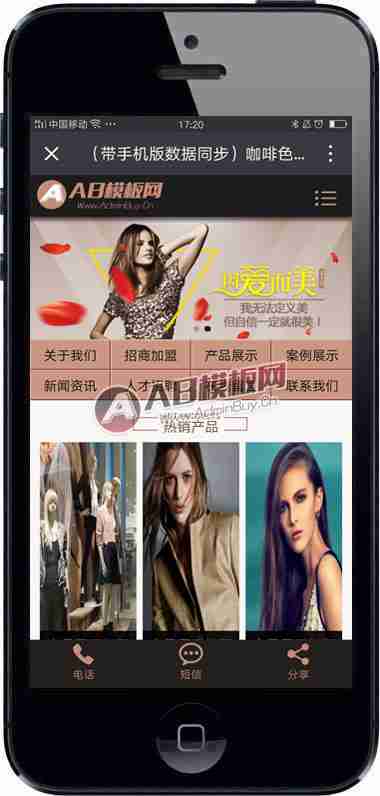 中国移动
17:20
（带手机版数据同步）咖啡色...
AB模板网
Www.AdminBuy.Cn
因爱而美
我无法定义美
但自信一定就很美！
关于我们 招商加盟 产品展示 案例展示
新闻资讯 人才 联系我们
AB模板网
Www.AdminBuy.Cn
热销产品
电话 短信 分享